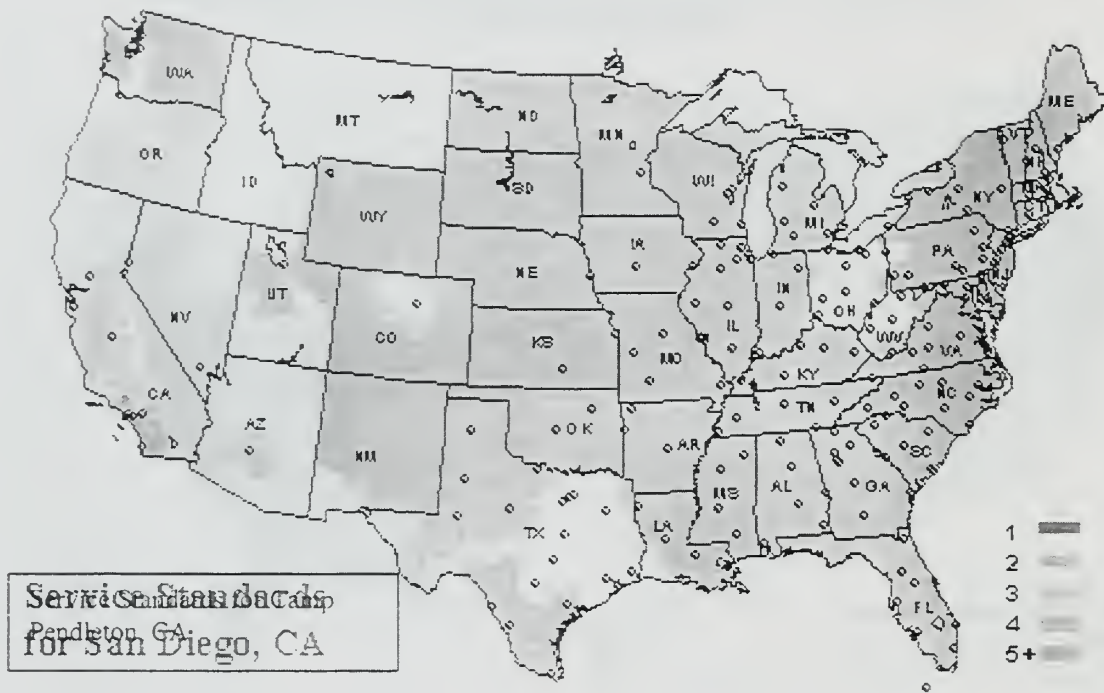 WA
MT
ND
MN
ME
OR
ID
SD
WI
NY
WY
MI
IA
PA
NE
UT
IN
OH
NV
IL
WV
CO
KS
MO
VA
CA
KY
NC
TN
AZ
OK
AR
SC
NM
MS
AL
GA
TX
LA
1
2
3
4
5+
FL
Service Standards
for San Diego, CA